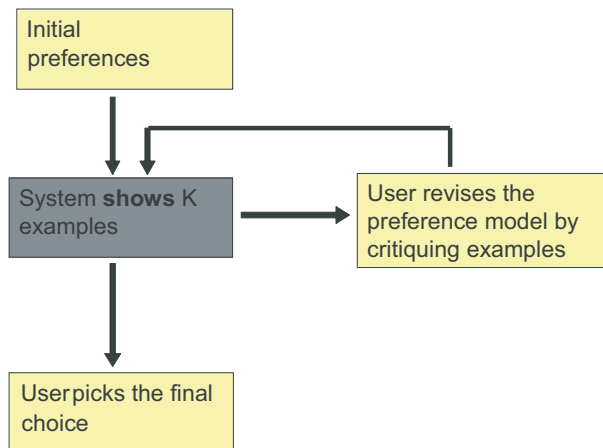 Initial
preferences
System shows K
examples
User revises the
preference model by
critiquing examples
Userpicks the final
choice